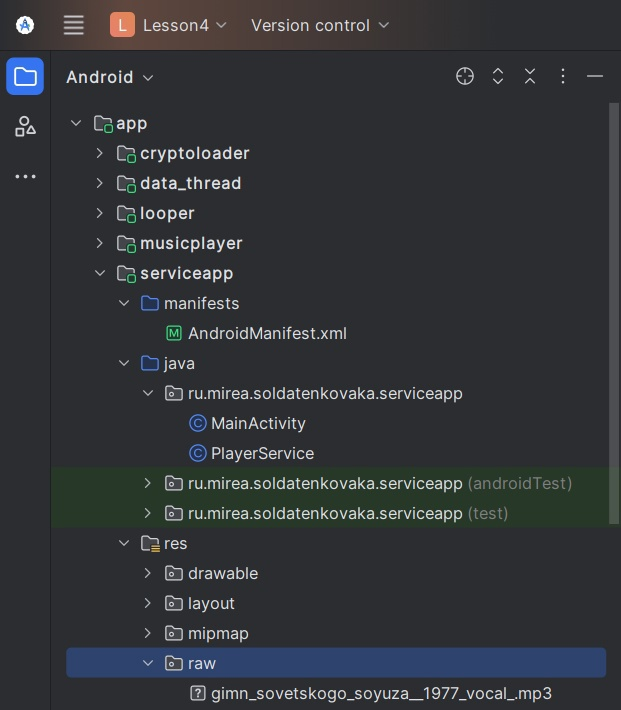 L Lesson4 Version control
Android
app
cryptoloader
data_thread
looper
musicplayer
serviceapp
manifests
M AndroidManifest.xml
java
ru.mirea.soldatenkovaka.serviceapp
C MainActivity
C PlayerService
ru.mirea.soldatenkovaka.serviceapp (androidTest)
ru.mirea.soldatenkovaka.serviceapp (test)
res
drawable
layout
mipmap
raw
? gimn_sovetskogo_soyuza__1977_vocal_.mp3